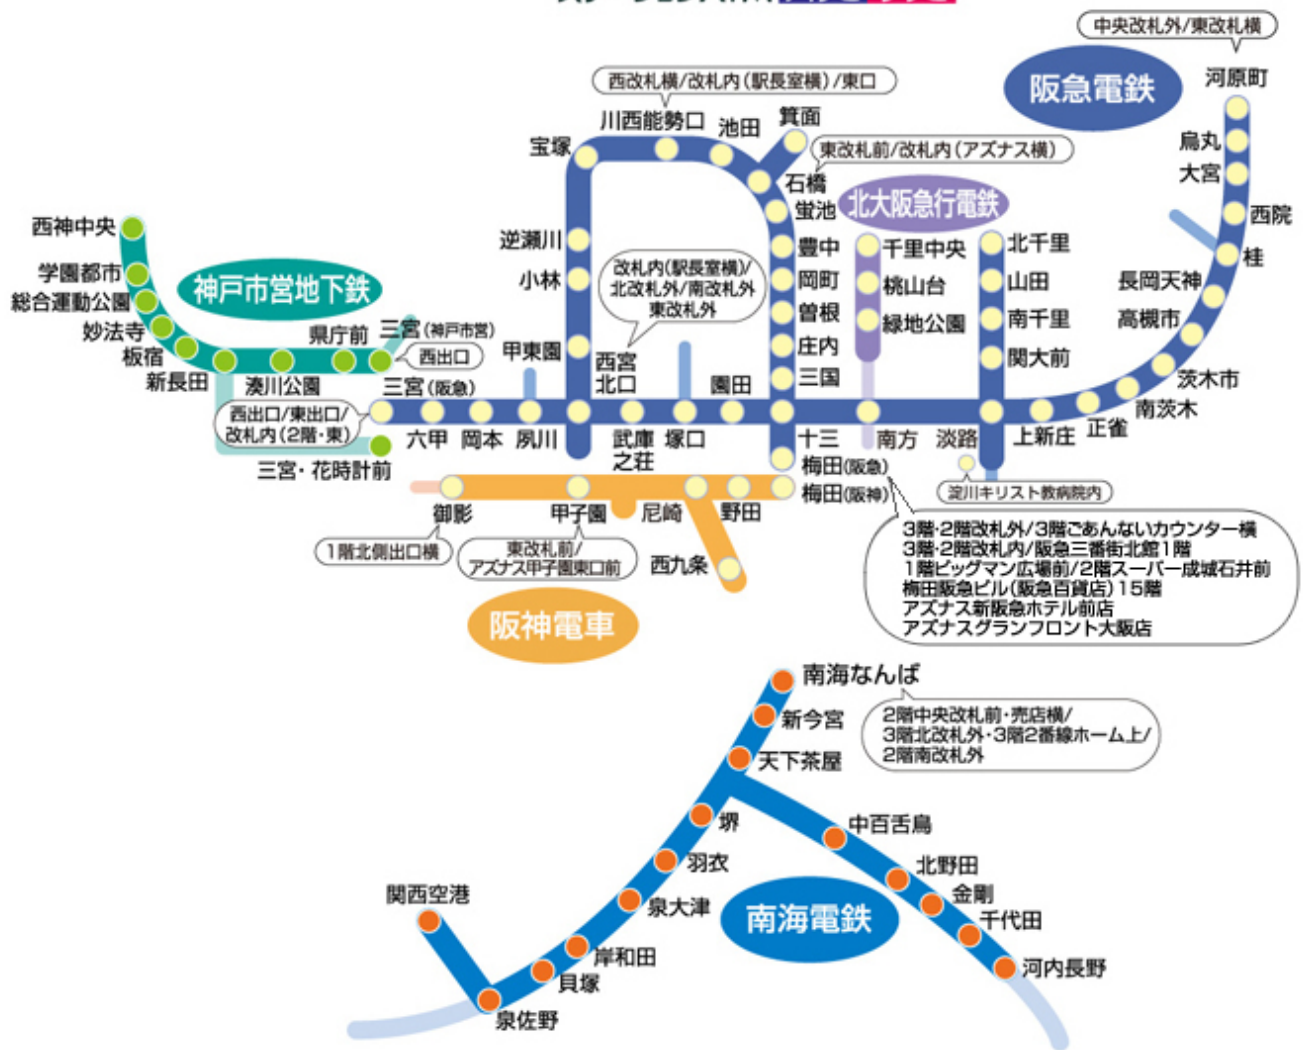 中央改札外/東改札横
河原町
阪急電鉄
西改札横/改札内(駅長室横)/東口
川西能勢口
池田
箕面
宝塚
東改札前/改札内(アズナス横)
石橋
烏丸
大宮
西院
桂
長岡天神
高槻市
茨木市
南茨木
正雀
上新庄
北大阪急行電鉄
蛍池
豊中
岡町
曽根
庄内
三国
千里中央
桃山台
緑地公園
北千里
山田
南千里
関大前
逆瀬川
小林
甲東園
改札内(駅長室横)/
北改札外/南改札外
東改札外
西宮
北口
園田
西神中央
学園都市
総合運動公園
妙法寺
板宿
新長田
神戸市営地下鉄
湊川公園
県庁前
三宮(神戸市営)
西出口
三宮(阪急)
西出口/東出口/
改札内(2階・東)
三宮・花時計前
六甲
岡本
夙川
武庫
之荘
塚口
十三
南方
淡路
梅田(阪急)
梅田(阪神)
淀川キリスト教病院内
御影
甲子園
尼崎
野田
西九条
1階北側出口横
東改札前/
アズナス甲子園東口前
阪神電車
3階・2階改札外/3階ごあんないカウンター横
3階・2階改札内/阪急三番街北館1階
1階ビッグマン広場前/2階スーパー成城石井前
梅田阪急ビル(阪急百貨店)15階
アズナス新阪急ホテル前店
アズナスグランフロント大阪店
南海なんば
2階中央改札前・売店横/
3階北改札外・3階2番線ホーム上/
2階南改札外
新今宮
天下茶屋
堺
羽衣
泉大津
岸和田
貝塚
泉佐野
関西空港
南海電鉄
中百舌鳥
北野田
金剛
千代田
河内長野